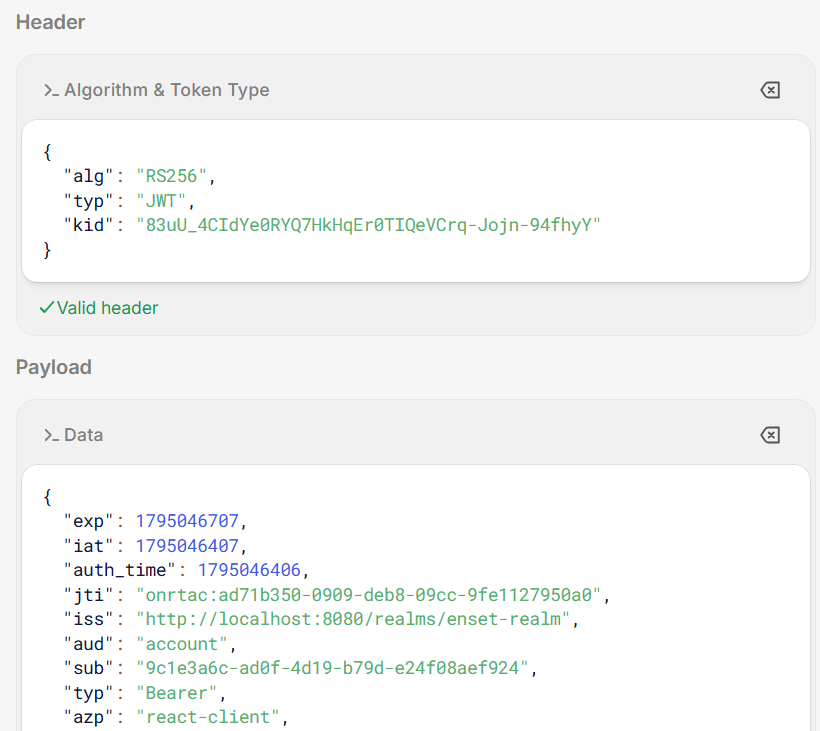 Header
>_ Algorithm & Token Type
{
  "alg": "RS256",
  "typ": "JWT",
  "kid": "83uU_4CIdYe0RYQ7HkHqEr0TIQeVCrq-Jojn-94fhyY"
}
✓Valid header
Payload
>_ Data
{
  "exp": 1795046707,
  "iat": 1795046407,
  "auth_time": 1795046406,
  "jti": "onrtac:ad71b350-0909-deb8-09cc-9fe1127950a0",
  "iss": "http://localhost:8080/realms/enset-realm",
  "aud": "account",
  "sub": "9c1e3a6c-ad0f-4d19-b79d-e24f08aef924",
  "typ": "Bearer",
  "azp": "react-client",